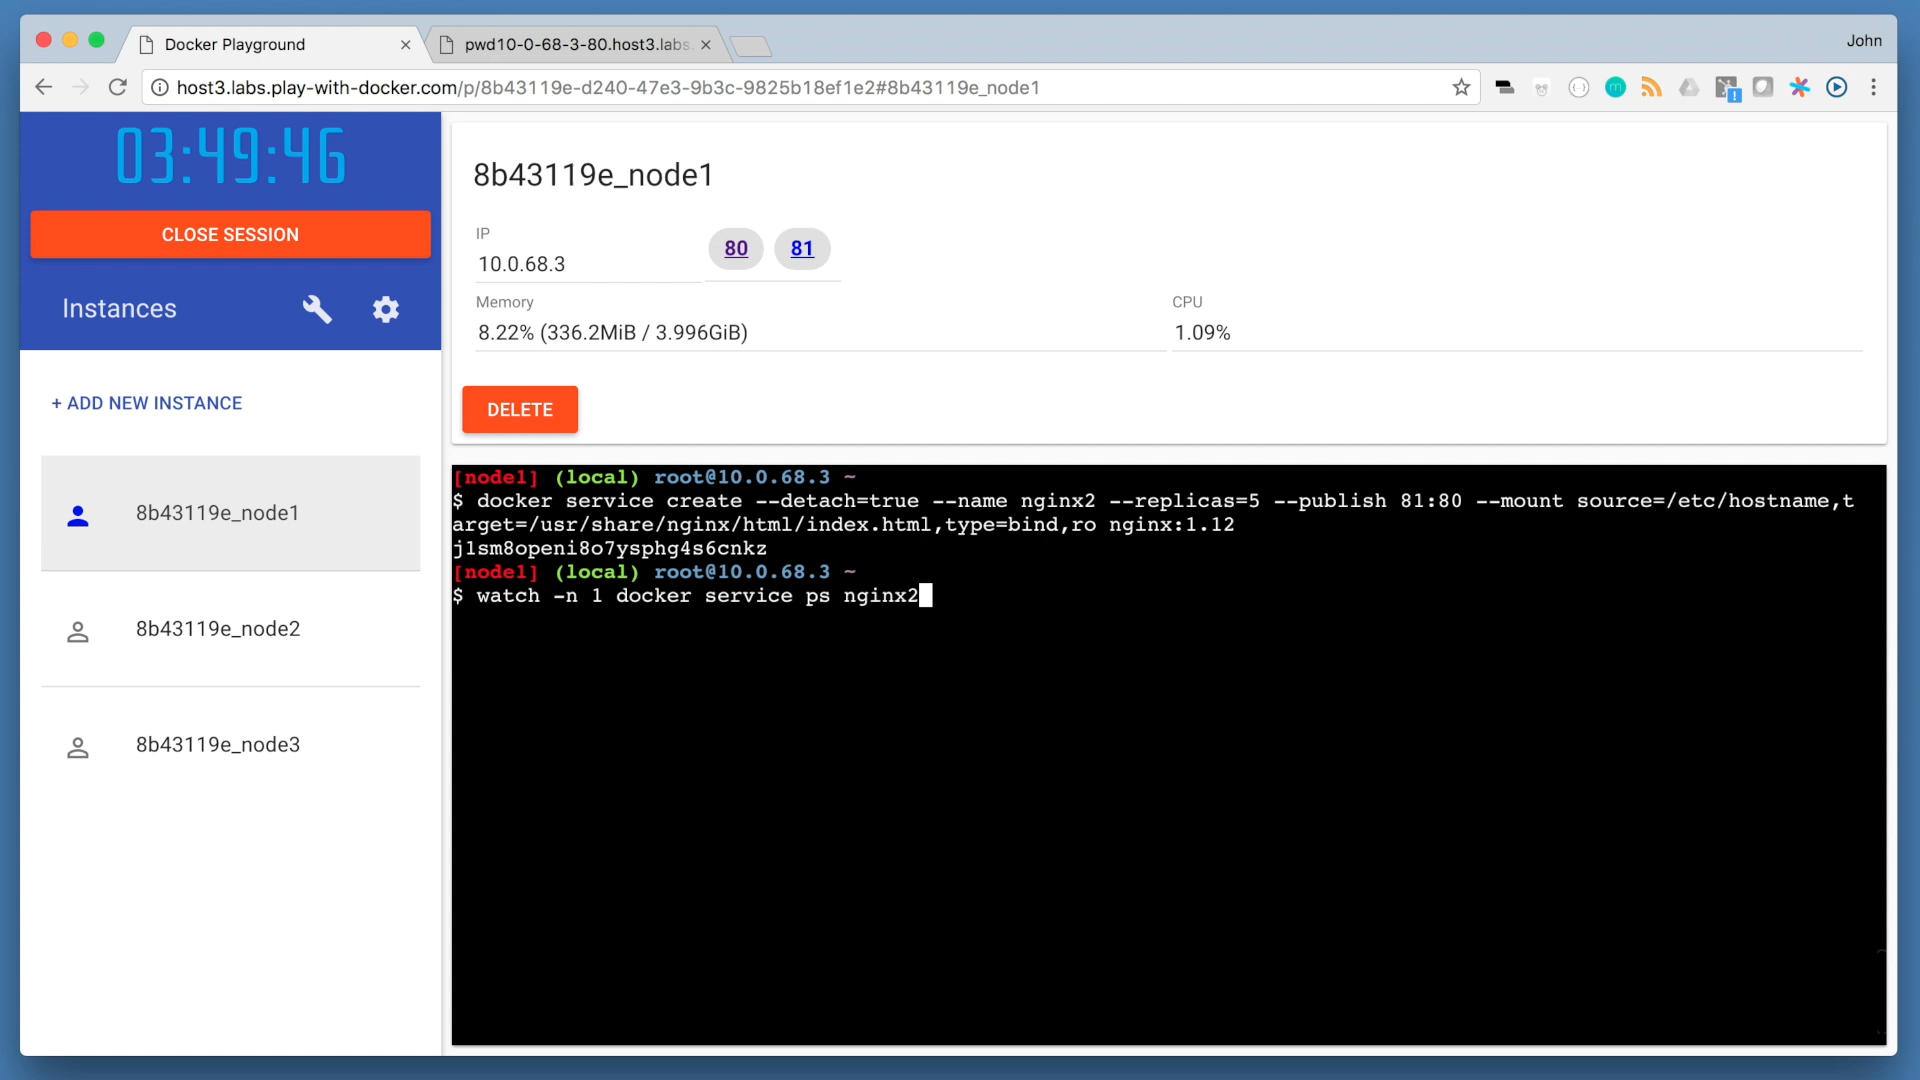 Docker Playground
pwd10-0-68-3-80.host3.labs.
John
host3.labs.play-with-docker.com/p/8b43119e-d240-47e3-9b3c-9825b18ef1e2#8b43119e_node1
03:49:46
CLOSE SESSION
Instances
+ ADD NEW INSTANCE
8b43119e_node1
8b43119e_node2
8b43119e_node3
8b43119e_node1
IP
10.0.68.3
80 81
Memory
8.22% (336.2MiB / 3.996GiB)
CPU
1.09%
DELETE
[node1] (local) root@10.0.68.3 ~
$ docker service create --detach=true --name nginx2 --replicas=5 --publish 81:80 --mount source=/etc/hostname,t
arget=/usr/share/nginx/html/index.html,type=bind,ro nginx:1.12
j1sm8openi8o7ysphg4s6cnkz
[node1] (local) root@10.0.68.3 ~
$ watch -n 1 docker service ps nginx2